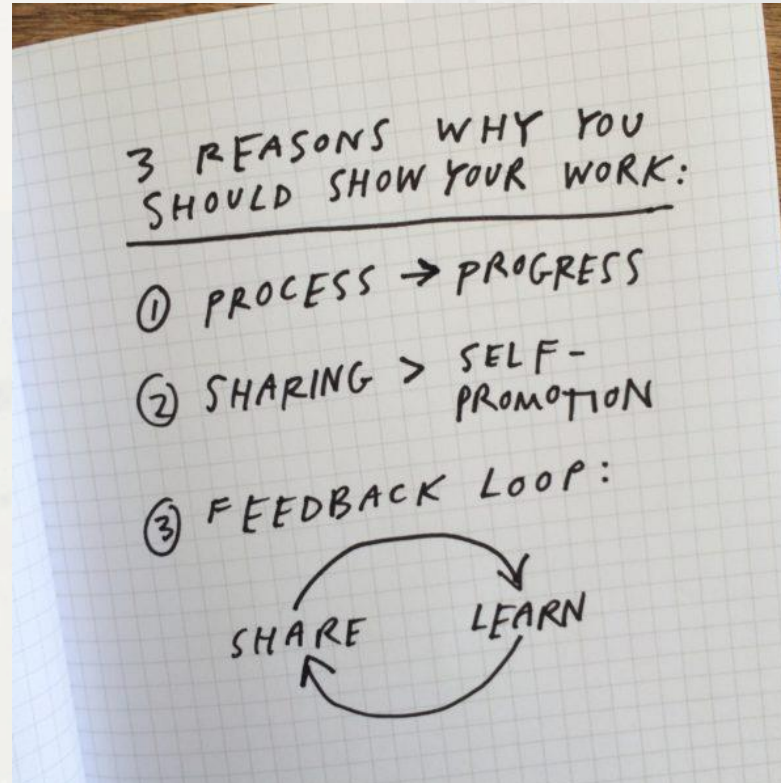 3 REASONS WHY YOU
SHOULD SHOW YOUR WORK:
① PROCESS → PROGRESS
② SHARING > SELF-
PROMOTION
③ FEEDBACK LOOP:
SHARE LEARN